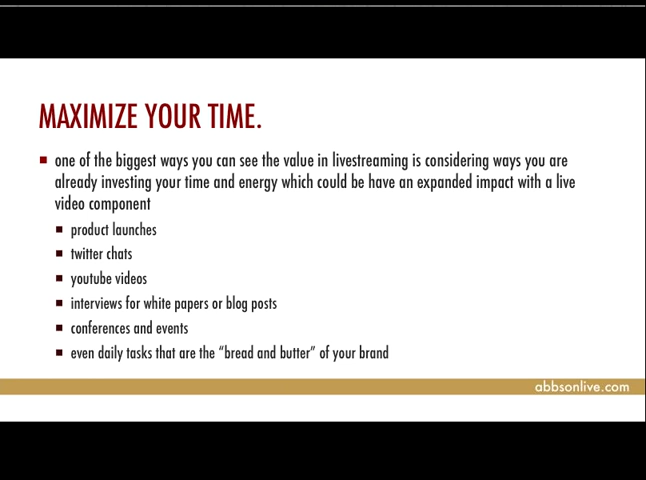 MAXIMIZE YOUR TIME.
one of the biggest ways you can see the value in livestreaming is considering ways you are
already investing your time and energy which could be have an expanded impact with a live
video component
product launches
twitter chats
youtube videos
interviews for white papers or blog posts
conferences and events
even daily tasks that are the “bread and butter” of your brand
abbsonlive.com